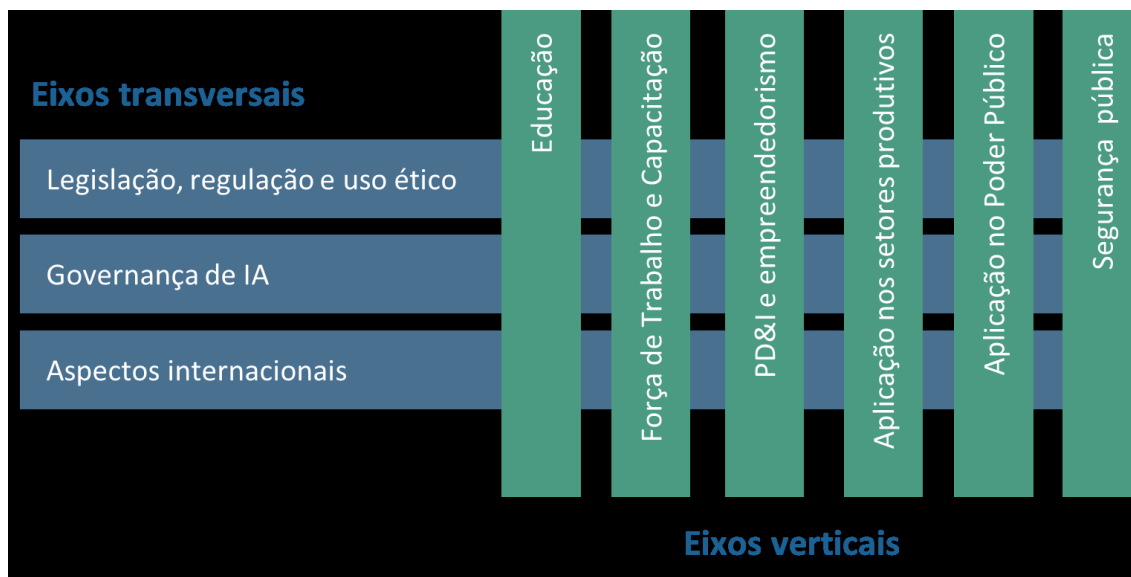 Eixos transversais
Legislação, regulação e uso ético
Governança de IA
Aspectos internacionais
Educação
Força de Trabalho e Capacitação
PD&I e empreendedorismo
Aplicação nos setores produtivos
Aplicação no Poder Público
Segurança pública
Eixos verticais